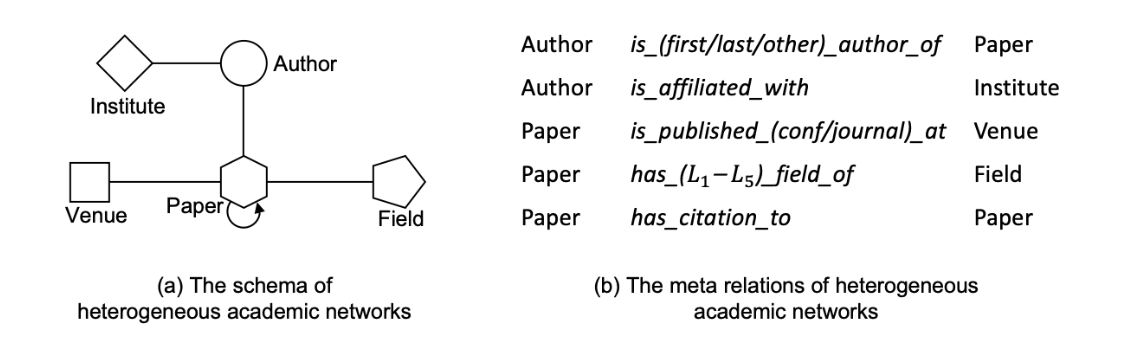 Institute
Author
Venue
Paper
Field
(a) The schema of
heterogeneous academic networks
Author is_(first/last/other)_author_of Paper
Author is_affiliated_with Institute
Paper is_published_(conf/journal)_at Venue
Paper has_(L₁−L₅)_field_of Field
Paper has_citation_to Paper
(b) The meta relations of heterogeneous
academic networks